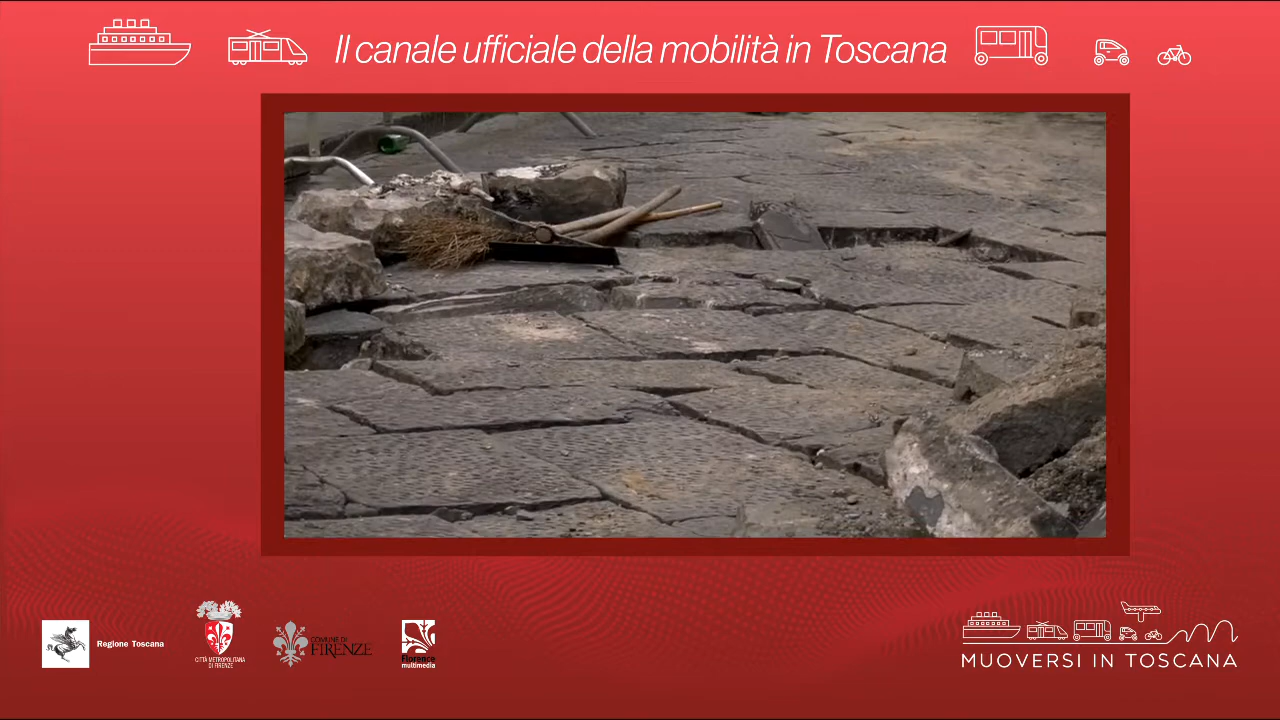 Il canale ufficiale della mobilità in Toscana
Regione Toscana
CITTÀ METROPOLITANA
DI FIRENZE
COMUNE DI
FIRENZE
Florence
multimedia
MUOVERSI IN TOSCANA